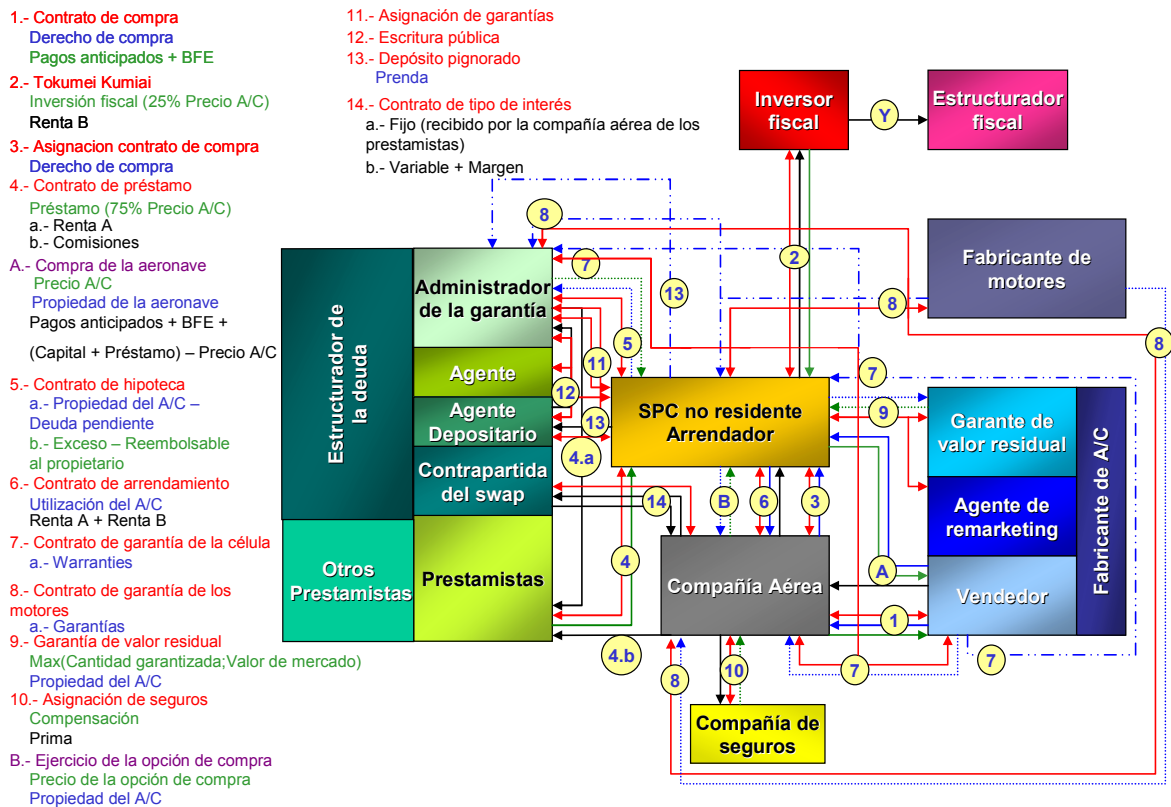 1.- Contrato de compra
Derecho de compra
Pagos anticipados + BFE
2.- Tokumei Kumiai
Inversión fiscal (25% Precio A/C)
Renta B
3.- Asignacion contrato de compra
Derecho de compra
4.- Contrato de préstamo
Préstamo (75% Precio A/C)
a.- Renta A
b.- Comisiones
A.- Compra de la aeronave
Precio A/C
Propiedad de la aeronave
Pagos anticipados + BFE +
(Capital + Préstamo) – Precio A/C
5.- Contrato de hipoteca
a.- Propiedad del A/C –
Deuda pendiente
b.- Exceso – Reembolsable
al propietario
6.- Contrato de arrendamiento
Utilización del A/C
Renta A + Renta B
7.- Contrato de garantía de la célula
a.- Warranties
8.- Contrato de garantía de los
motores
a.- Garantías
9.- Garantía de valor residual
Max(Cantidad garantizada;Valor de mercado)
Propiedad del A/C
10.- Asignación de seguros
Compensación
Prima
B.- Ejercicio de la opción de compra
Precio de la opción de compra
Propiedad del A/C
11.- Asignación de garantías
12.- Escritura pública
13.- Depósito pignorado
Prenda
14.- Contrato de tipo de interés
a.- Fijo (recibido por la compañía aérea de los
prestamistas)
b.- Variable + Margen
Inversor
fiscal
Y
Estructurador
fiscal
8
2
7
13
8
Fabricante de
motores
8
Estructurador de
la deuda
Administrador
de la garantía
Agente
Agente
Depositario
Contrapartida
del swap
Otros
Prestamistas
Prestamistas
5
11
12
13
4.a
14
4
4.b
SPC no residente
Arrendador
7
9
B
6
3
A
1
Compañía Aérea
Garante de
valor residual
Agente de
remarketing
Vendedor
Fabricante de A/C
7
7
8
10
8
Compañía de
seguros